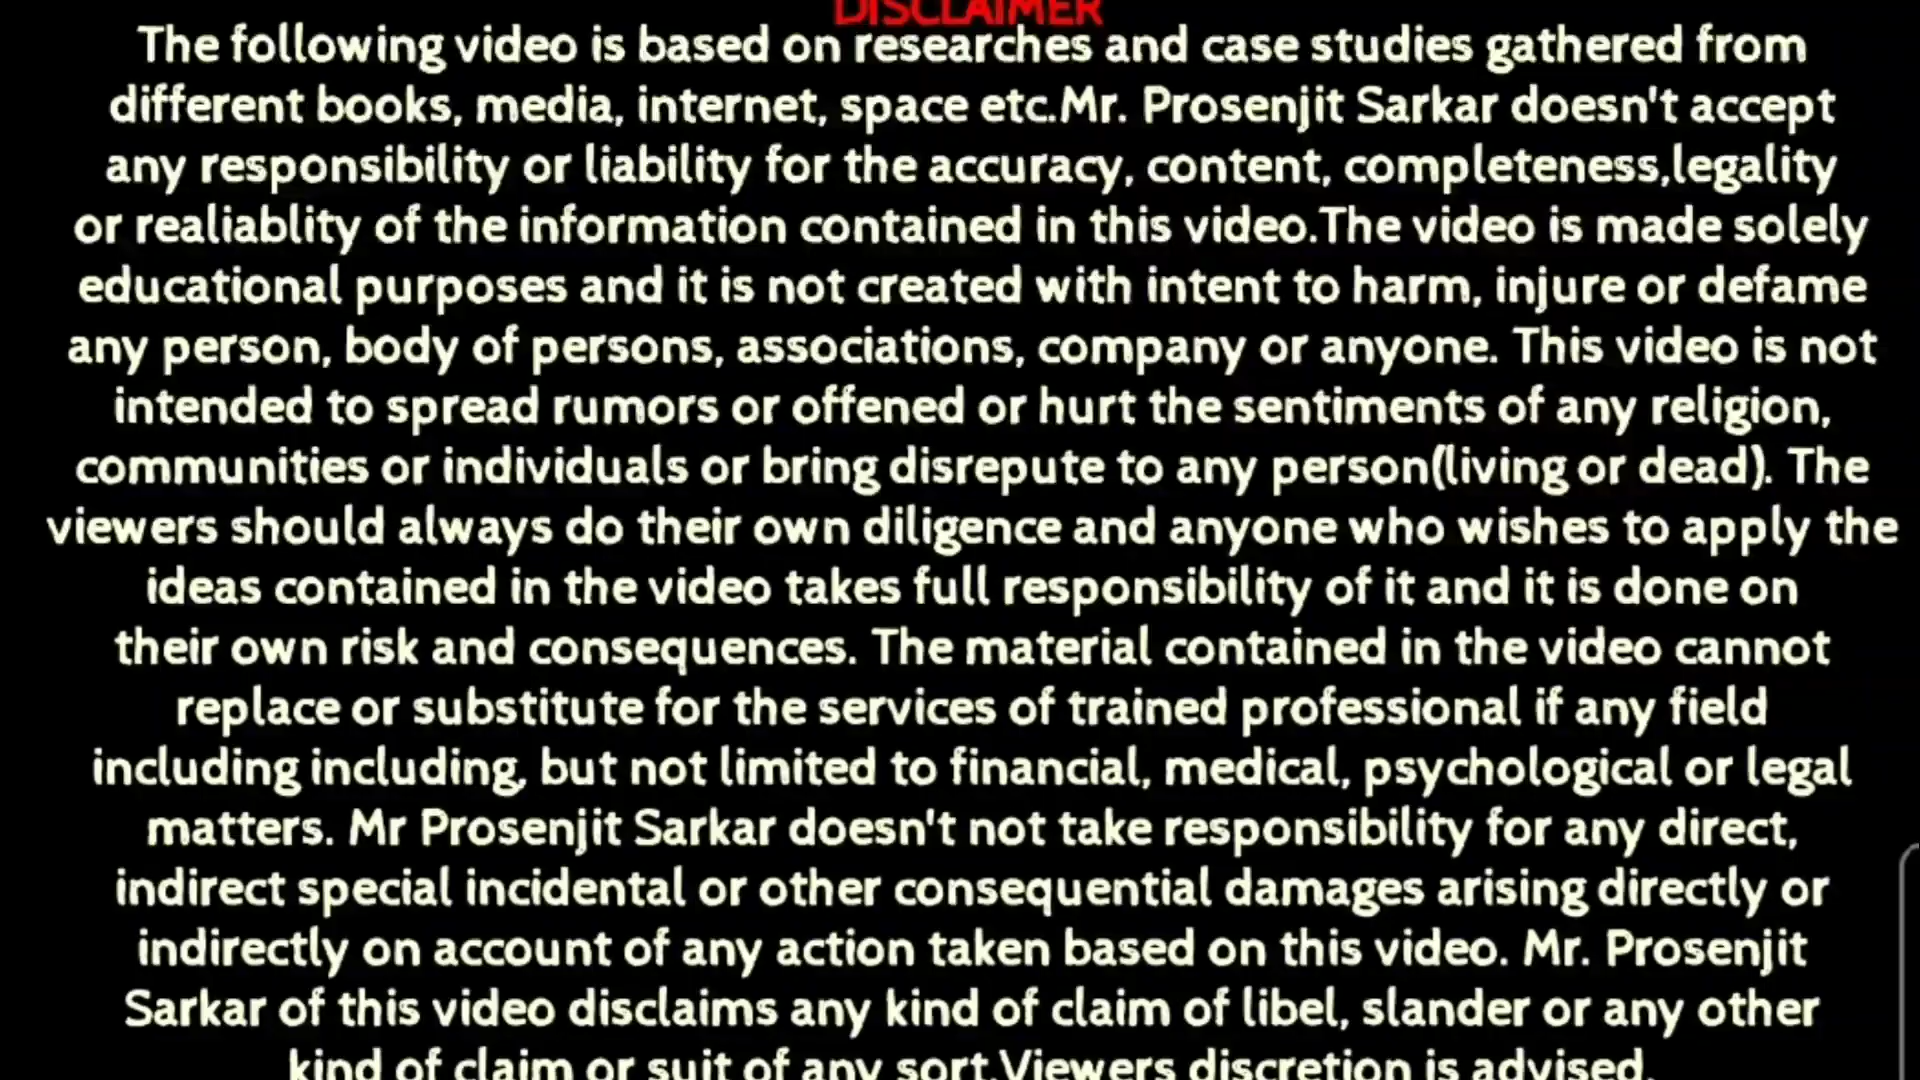 DISCLAIMER
The following video is based on researches and case studies gathered from
different books, media, internet, space etc.Mr. Prosenjit Sarkar doesn't accept
any responsibility or liability for the accuracy, content, completeness,legality
or realiablity of the information contained in this video.The video is made solely
educational purposes and it is not created with intent to harm, injure or defame
any person, body of persons, associations, company or anyone. This video is not
intended to spread rumors or offened or hurt the sentiments of any religion,
communities or individuals or bring disrepute to any person(living or dead). The
viewers should always do their own diligence and anyone who wishes to apply the
ideas contained in the video takes full responsibility of it and it is done on
their own risk and consequences. The material contained in the video cannot
replace or substitute for the services of trained professional if any field
including including, but not limited to financial, medical, psychological or legal
matters. Mr Prosenjit Sarkar doesn't not take responsibility for any direct,
indirect special incidental or other consequential damages arising directly or
indirectly on account of any action taken based on this video. Mr. Prosenjit
Sarkar of this video disclaims any kind of claim of libel, slander or any other
kind of claim or suit of any sort.Viewers discretion is advised.